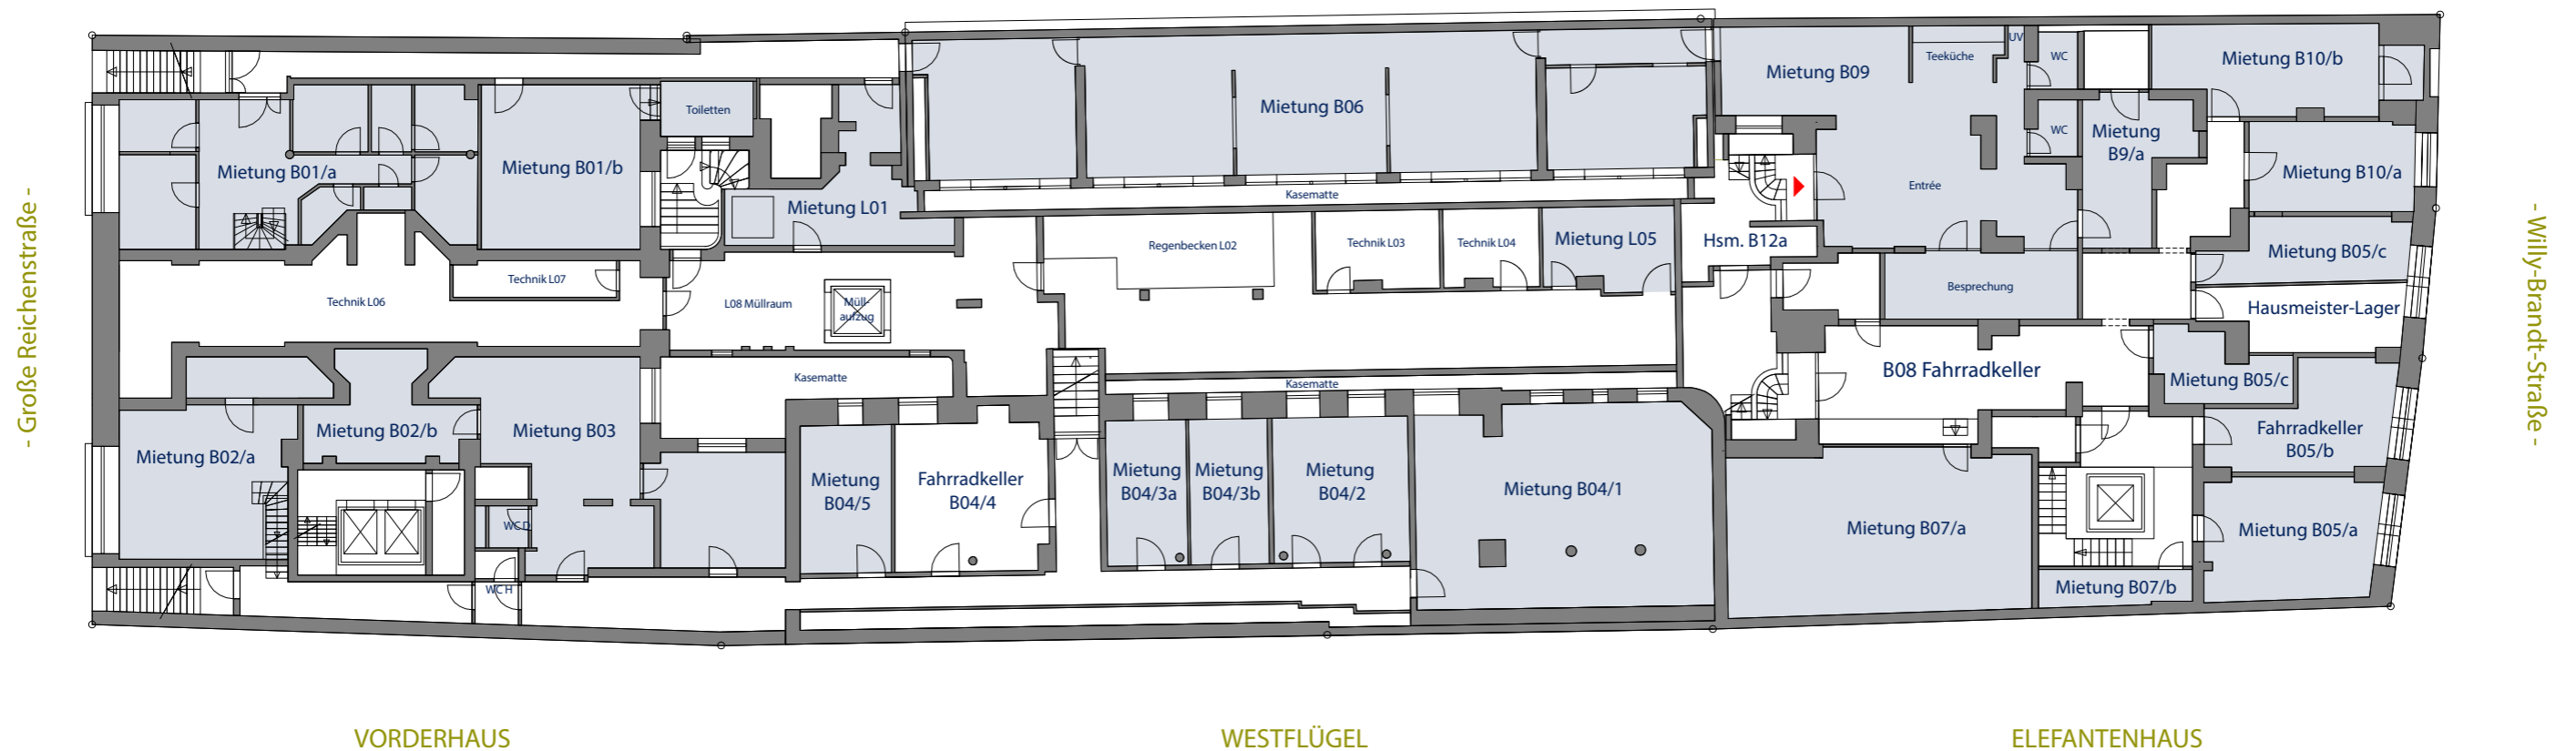 - Große Reichenstraße -
Mietung B01/a
Mietung B01/b
Toiletten
Mietung L01
Mietung B06
Kasematte
Mietung B09
Teeküche
UV
WC
WC
Entrée
Mietung
B9/a
Mietung B10/b
Mietung B10/a
Mietung B05/c
Hausmeister-Lager
- Willy-Brandt-Straße -
Technik L06
Technik L07
L08 Müllraum
Müll-
aufzug
Regenbecken L02
Technik L03
Technik L04
Mietung L05
Hsm. B12a
Besprechung
Kasematte
Kasematte
B08 Fahrradkeller
Mietung B05/c
Fahrradkeller
B05/b
Mietung B05/a
Mietung B02/a
Mietung B02/b
Mietung B03
WC D
WC H
Mietung
B04/5
Fahrradkeller
B04/4
Mietung
B04/3a
Mietung
B04/3b
Mietung
B04/2
Mietung B04/1
Mietung B07/a
Mietung B07/b
VORDERHAUS
WESTFLÜGEL
ELEFANTENHAUS